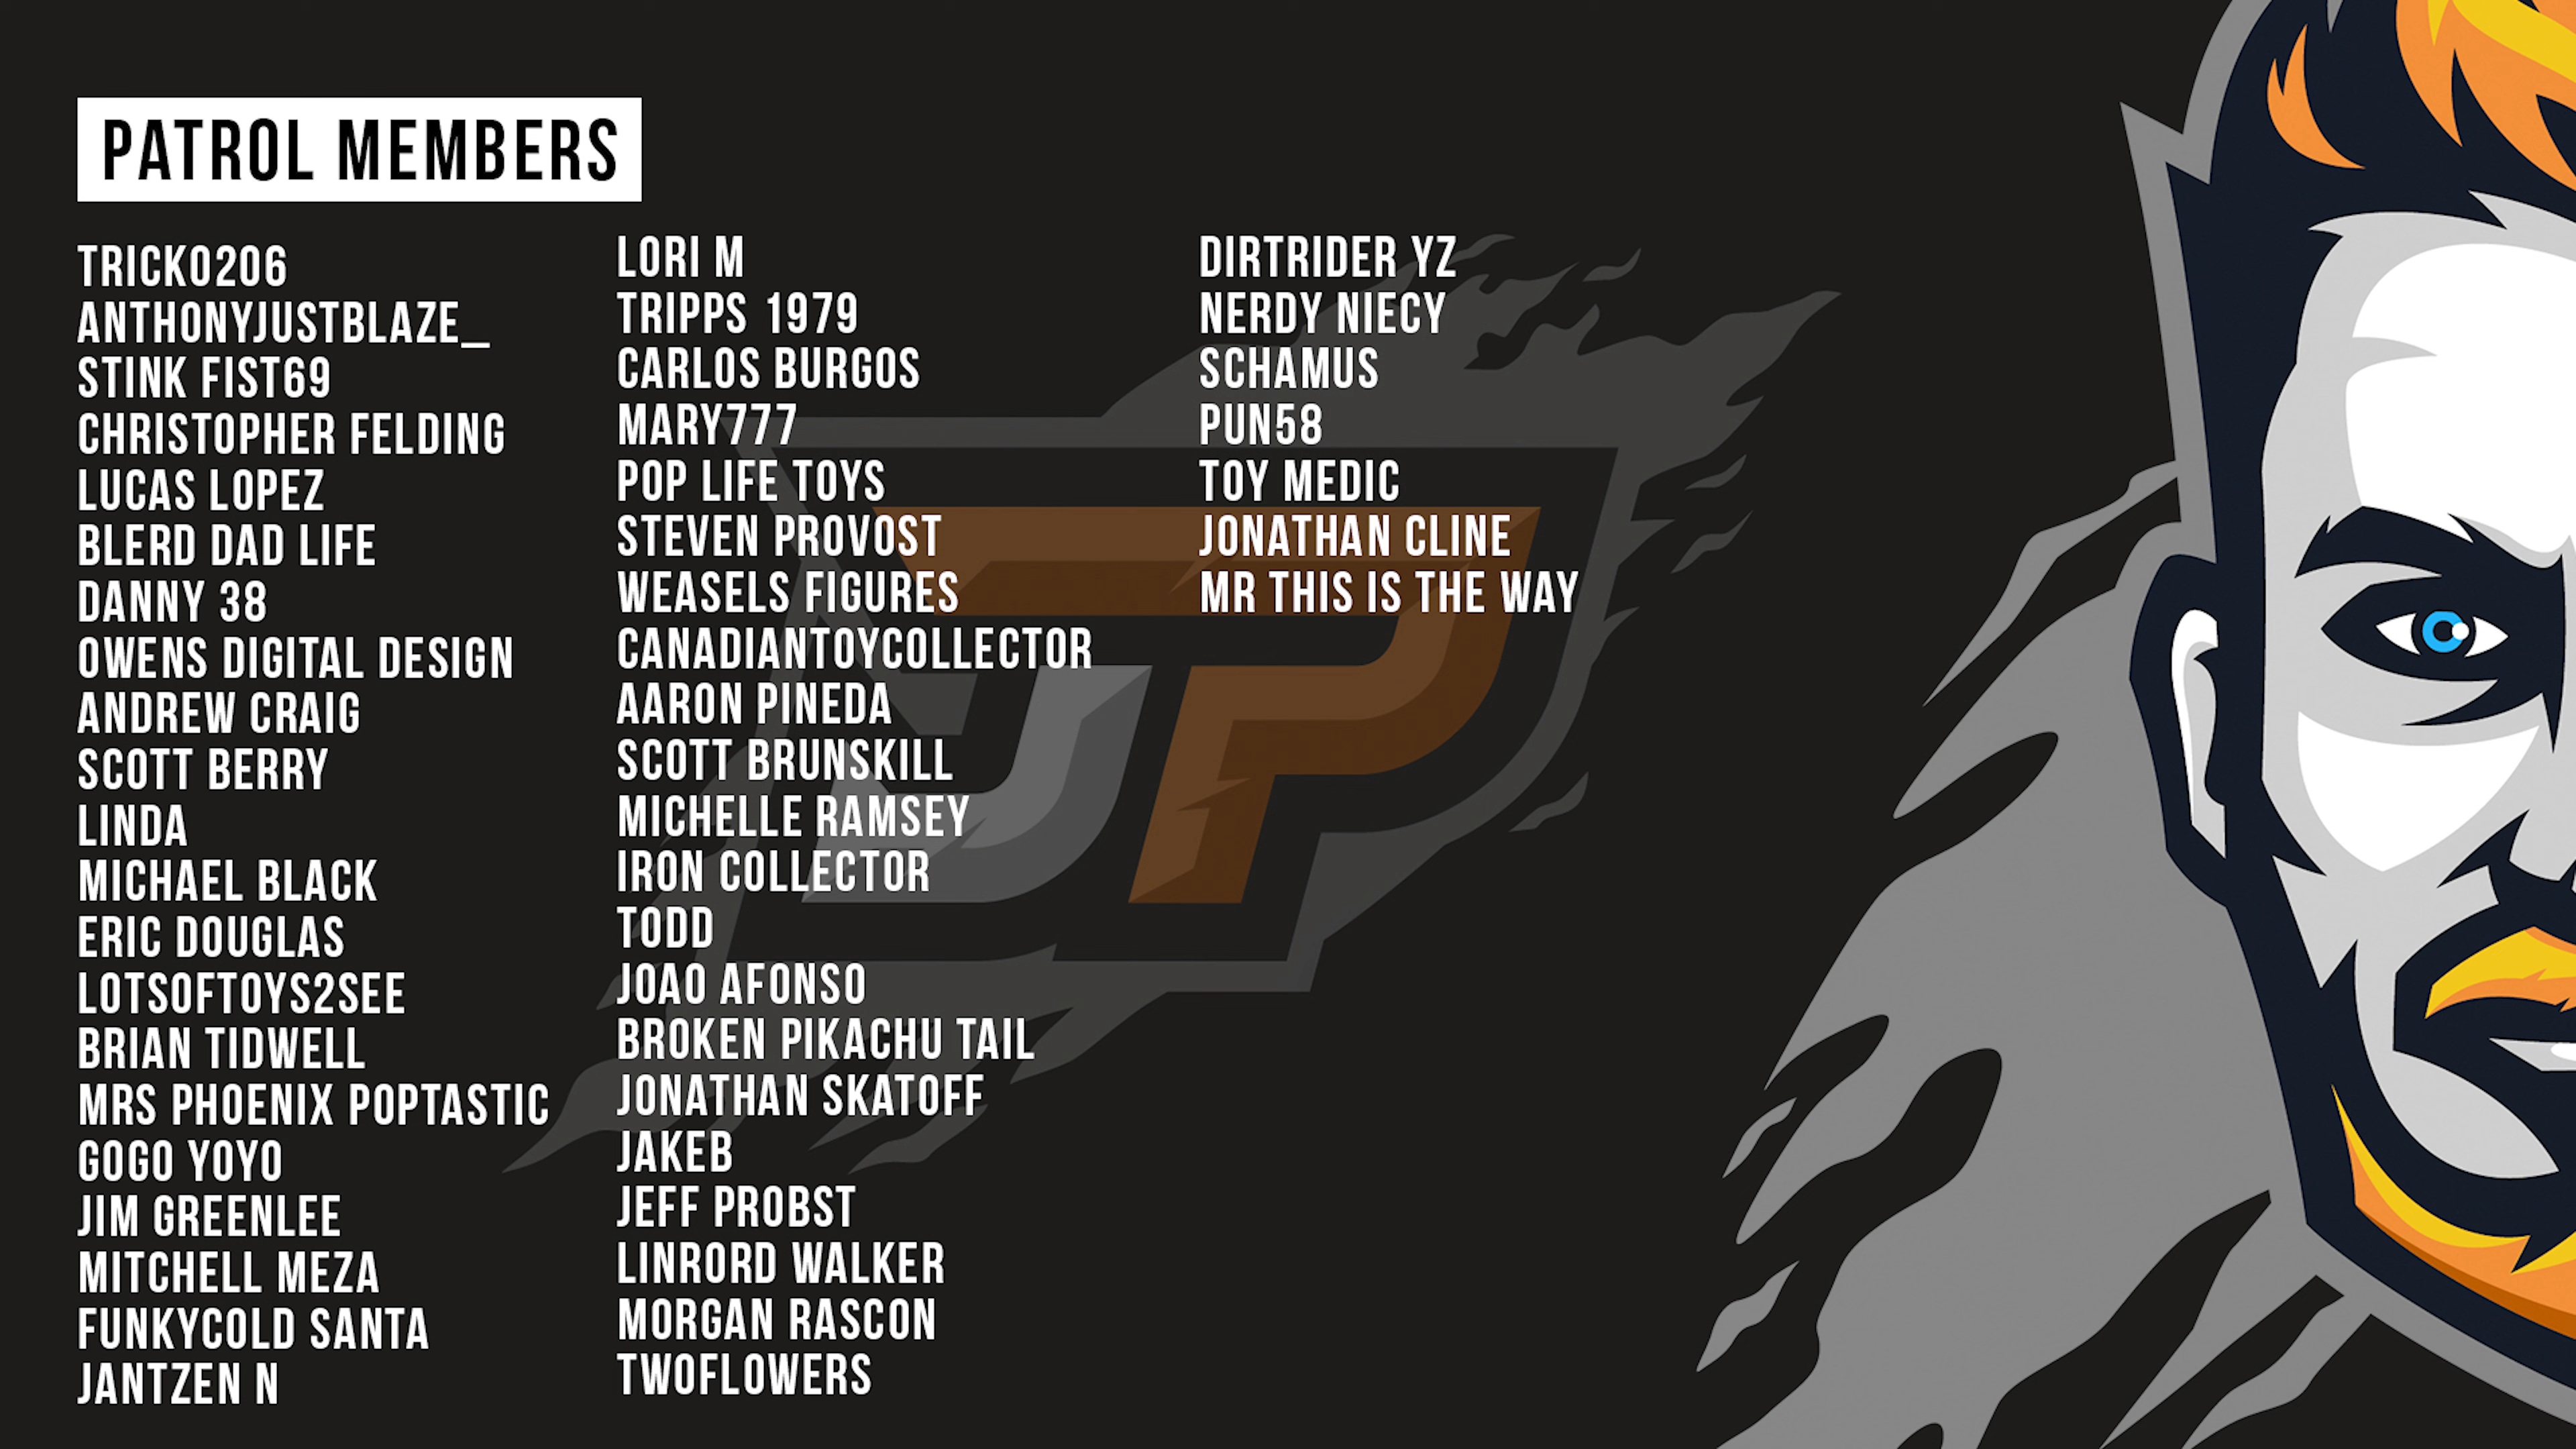 PATROL MEMBERS
TRICK0206
ANTHONYJUSTBLAZE_
STINK FIST69
CHRISTOPHER FELDING
LUCAS LOPEZ
BLERD DAD LIFE
DANNY 38
OWENS DIGITAL DESIGN
ANDREW CRAIG
SCOTT BERRY
LINDA
MICHAEL BLACK
ERIC DOUGLAS
LOTSOFTOYS2SEE
BRIAN TIDWELL
MRS PHOENIX POPTASTIC
GOGO YOYO
JIM GREENLEE
MITCHELL MEZA
FUNKYCOLD SANTA
JANTZEN N
LORI M
TRIPPS 1979
CARLOS BURGOS
MARY777
POP LIFE TOYS
STEVEN PROVOST
WEASELS FIGURES
CANADIANTOYCOLLECTOR
AARON PINEDA
SCOTT BRUNSKILL
MICHELLE RAMSEY
IRON COLLECTOR
TODD
JOAO AFONSO
BROKEN PIKACHU TAIL
JONATHAN SKATOFF
JAKEB
JEFF PROBST
LINRORD WALKER
MORGAN RASCON
TWOFLOWERS
DIRTRIDER YZ
NERDY NIECY
SCHAMUS
PUN58
TOY MEDIC
JONATHAN CLINE
MR THIS IS THE WAY
JP